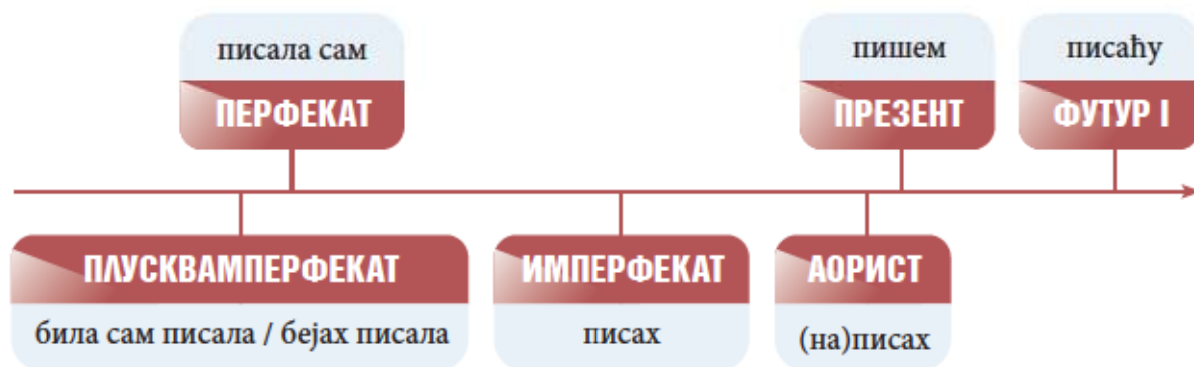 писала сам
ПЕРФЕКАТ
пишем
ПРЕЗЕНТ
писаћу
ФУТУР I
ПЛУСКВАМПЕРФЕКАТ
била сам писала / бејах писала
ИМПЕРФЕКАТ
писах
АОРИСТ
(на)писах